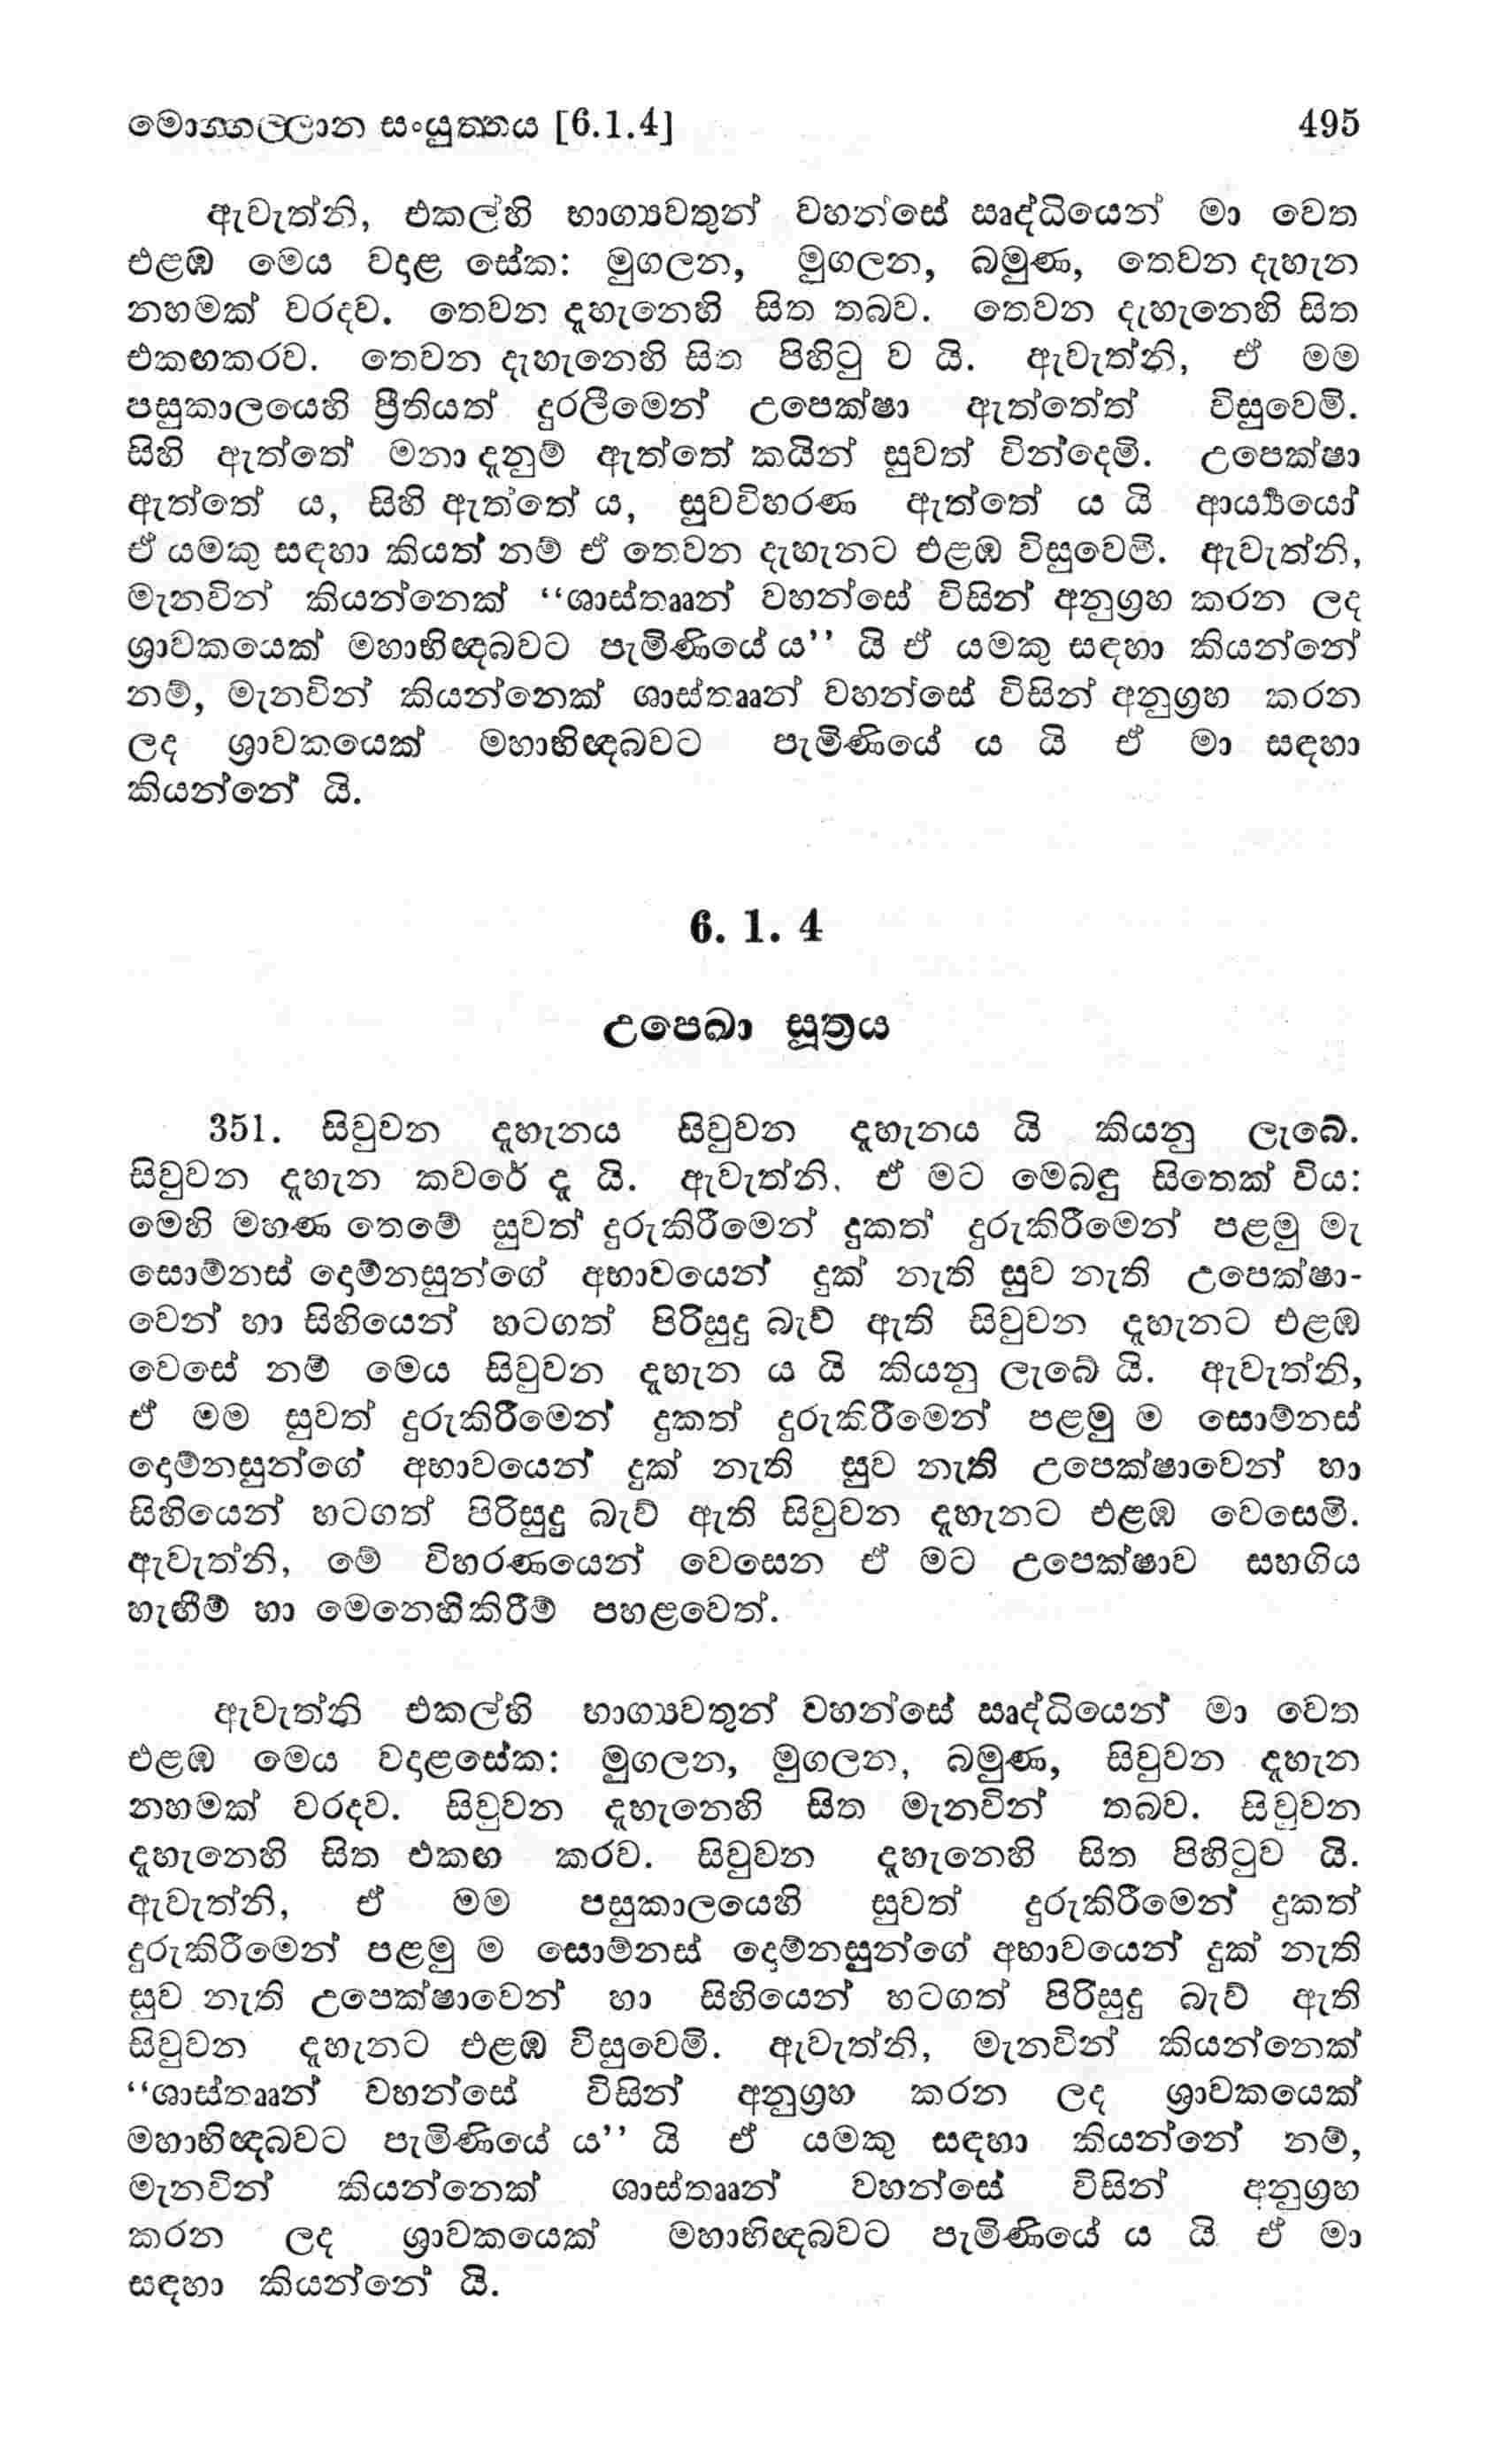 මොග්ගල්ලාන සංයුත්තය [6.1.4] 495
ඇවැත්නි, එකල්හි භාග්‍යවතුන් වහන්සේ ඍද්ධියෙන් මා වෙත
එළඹ මෙය වදාළ සේක: මුගලන, මුගලන, බමුණ, තෙවන දැහැන
නහමක් වරදව. තෙවන දැහැනෙහි සිත තබව. තෙවන දැහැනෙහි සිත
එකඟකරව. තෙවන දැහැනෙහි සිත පිහිටු ව යි. ඇවැත්නි, ඒ මම
පසුකාලයෙහි ප්‍රීතියත් දුරලීමෙන් උපෙක්ෂා ඇත්තේත් විසුවෙමි.
සිහි ඇත්තේ මනා දැනුම් ඇත්තේ කයින් සුවත් වින්දෙමි. උපෙක්ෂා
ඇත්තේ ය, සිහි ඇත්තේ ය, සුවවිහරණ ඇත්තේ ය යි ආර්‍ය්‍යයෝ
ඒ යමකු සඳහා කියත් නම් ඒ තෙවන දැහැනට එළඹ විසුවෙමි. ඇවැත්නි,
මැනවින් කියන්නෙක් “ශාස්තෲන් වහන්සේ විසින් අනුග්‍රහ කරන ලද
ශ්‍රාවකයෙක් මහාභිඥබවට පැමිණියේ ය” යි ඒ යමකු සඳහා කියන්නේ
නම්, මැනවින් කියන්නෙක් ශාස්තෲන් වහන්සේ විසින් අනුග්‍රහ කරන
ලද ශ්‍රාවකයෙක් මහාභිඥබවට පැමිණියේ ය යි ඒ මා සඳහා
කියන්නේ යි.
6. 1. 4
උපෙඛා සූත්‍රය
351. සිවුවන දැහැනය සිවුවන දැහැනය යි කියනු ලැබේ.
සිවුවන දැහැන කවරේ ද යි. ඇවැත්නි, ඒ මට මෙබඳු සිතෙක් විය:
මෙහි මහණ තෙමේ සුවත් දුරුකිරීමෙන් දුකත් දුරුකිරීමෙන් පළමු මැ
සොම්නස් දොම්නසුන්ගේ අභාවයෙන් දුක් නැති සුව නැති උපෙක්ෂා-
වෙන් හා සිහියෙන් හටගත් පිරිසුදු බැව් ඇති සිවුවන දැහැනට එළඹ
වෙසේ නම් මෙය සිවුවන දැහැන ය යි කියනු ලැබේ යි. ඇවැත්නි,
ඒ මම සුවත් දුරුකිරීමෙන් දුකත් දුරුකිරීමෙන් පළමු ම සොම්නස්
දොම්නසුන්ගේ අභාවයෙන් දුක් නැති සුව නැති උපෙක්ෂාවෙන් හා
සිහියෙන් හටගත් පිරිසුදු බැව් ඇති සිවුවන දැහැනට එළඹ වෙසෙමි.
ඇවැත්නි, මේ විහරණයෙන් වෙසෙන ඒ මට උපෙක්ෂාව සහගිය
හැඟීම් හා මෙනෙහිකිරීම් පහළවෙත්.
ඇවැත්නි එකල්හි භාග්‍යවතුන් වහන්සේ ඍද්ධියෙන් මා වෙත
එළඹ මෙය වදාළසේක: මුගලන, මුගලන, බමුණ, සිවුවන දැහැන
නහමක් වරදව. සිවුවන දැහැනෙහි සිත මැනවින් තබව. සිවුවන
දැහැනෙහි සිත එකඟ කරව. සිවුවන දැහැනෙහි සිත පිහිටුව යි.
ඇවැත්නි, ඒ මම පසුකාලයෙහි සුවත් දුරුකිරීමෙන් දුකත්
දුරුකිරීමෙන් පළමු ම සොම්නස් දොම්නසුන්ගේ අභාවයෙන් දුක් නැති
සුව නැති උපෙක්ෂාවෙන් හා සිහියෙන් හටගත් පිරිසුදු බැව් ඇති
සිවුවන දැහැනට එළඹ විසුවෙමි. ඇවැත්නි, මැනවින් කියන්නෙක්
“ශාස්තෲන් වහන්සේ විසින් අනුග්‍රහ කරන ලද ශ්‍රාවකයෙක්
මහාභිඥබවට පැමිණියේ ය” යි ඒ යමකු සඳහා කියන්නේ නම්,
මැනවින් කියන්නෙක් ශාස්තෲන් වහන්සේ විසින් අනුග්‍රහ
කරන ලද ශ්‍රාවකයෙක් මහාභිඥබවට පැමිණියේ ය යි ඒ මා
සඳහා කියන්නේ යි.